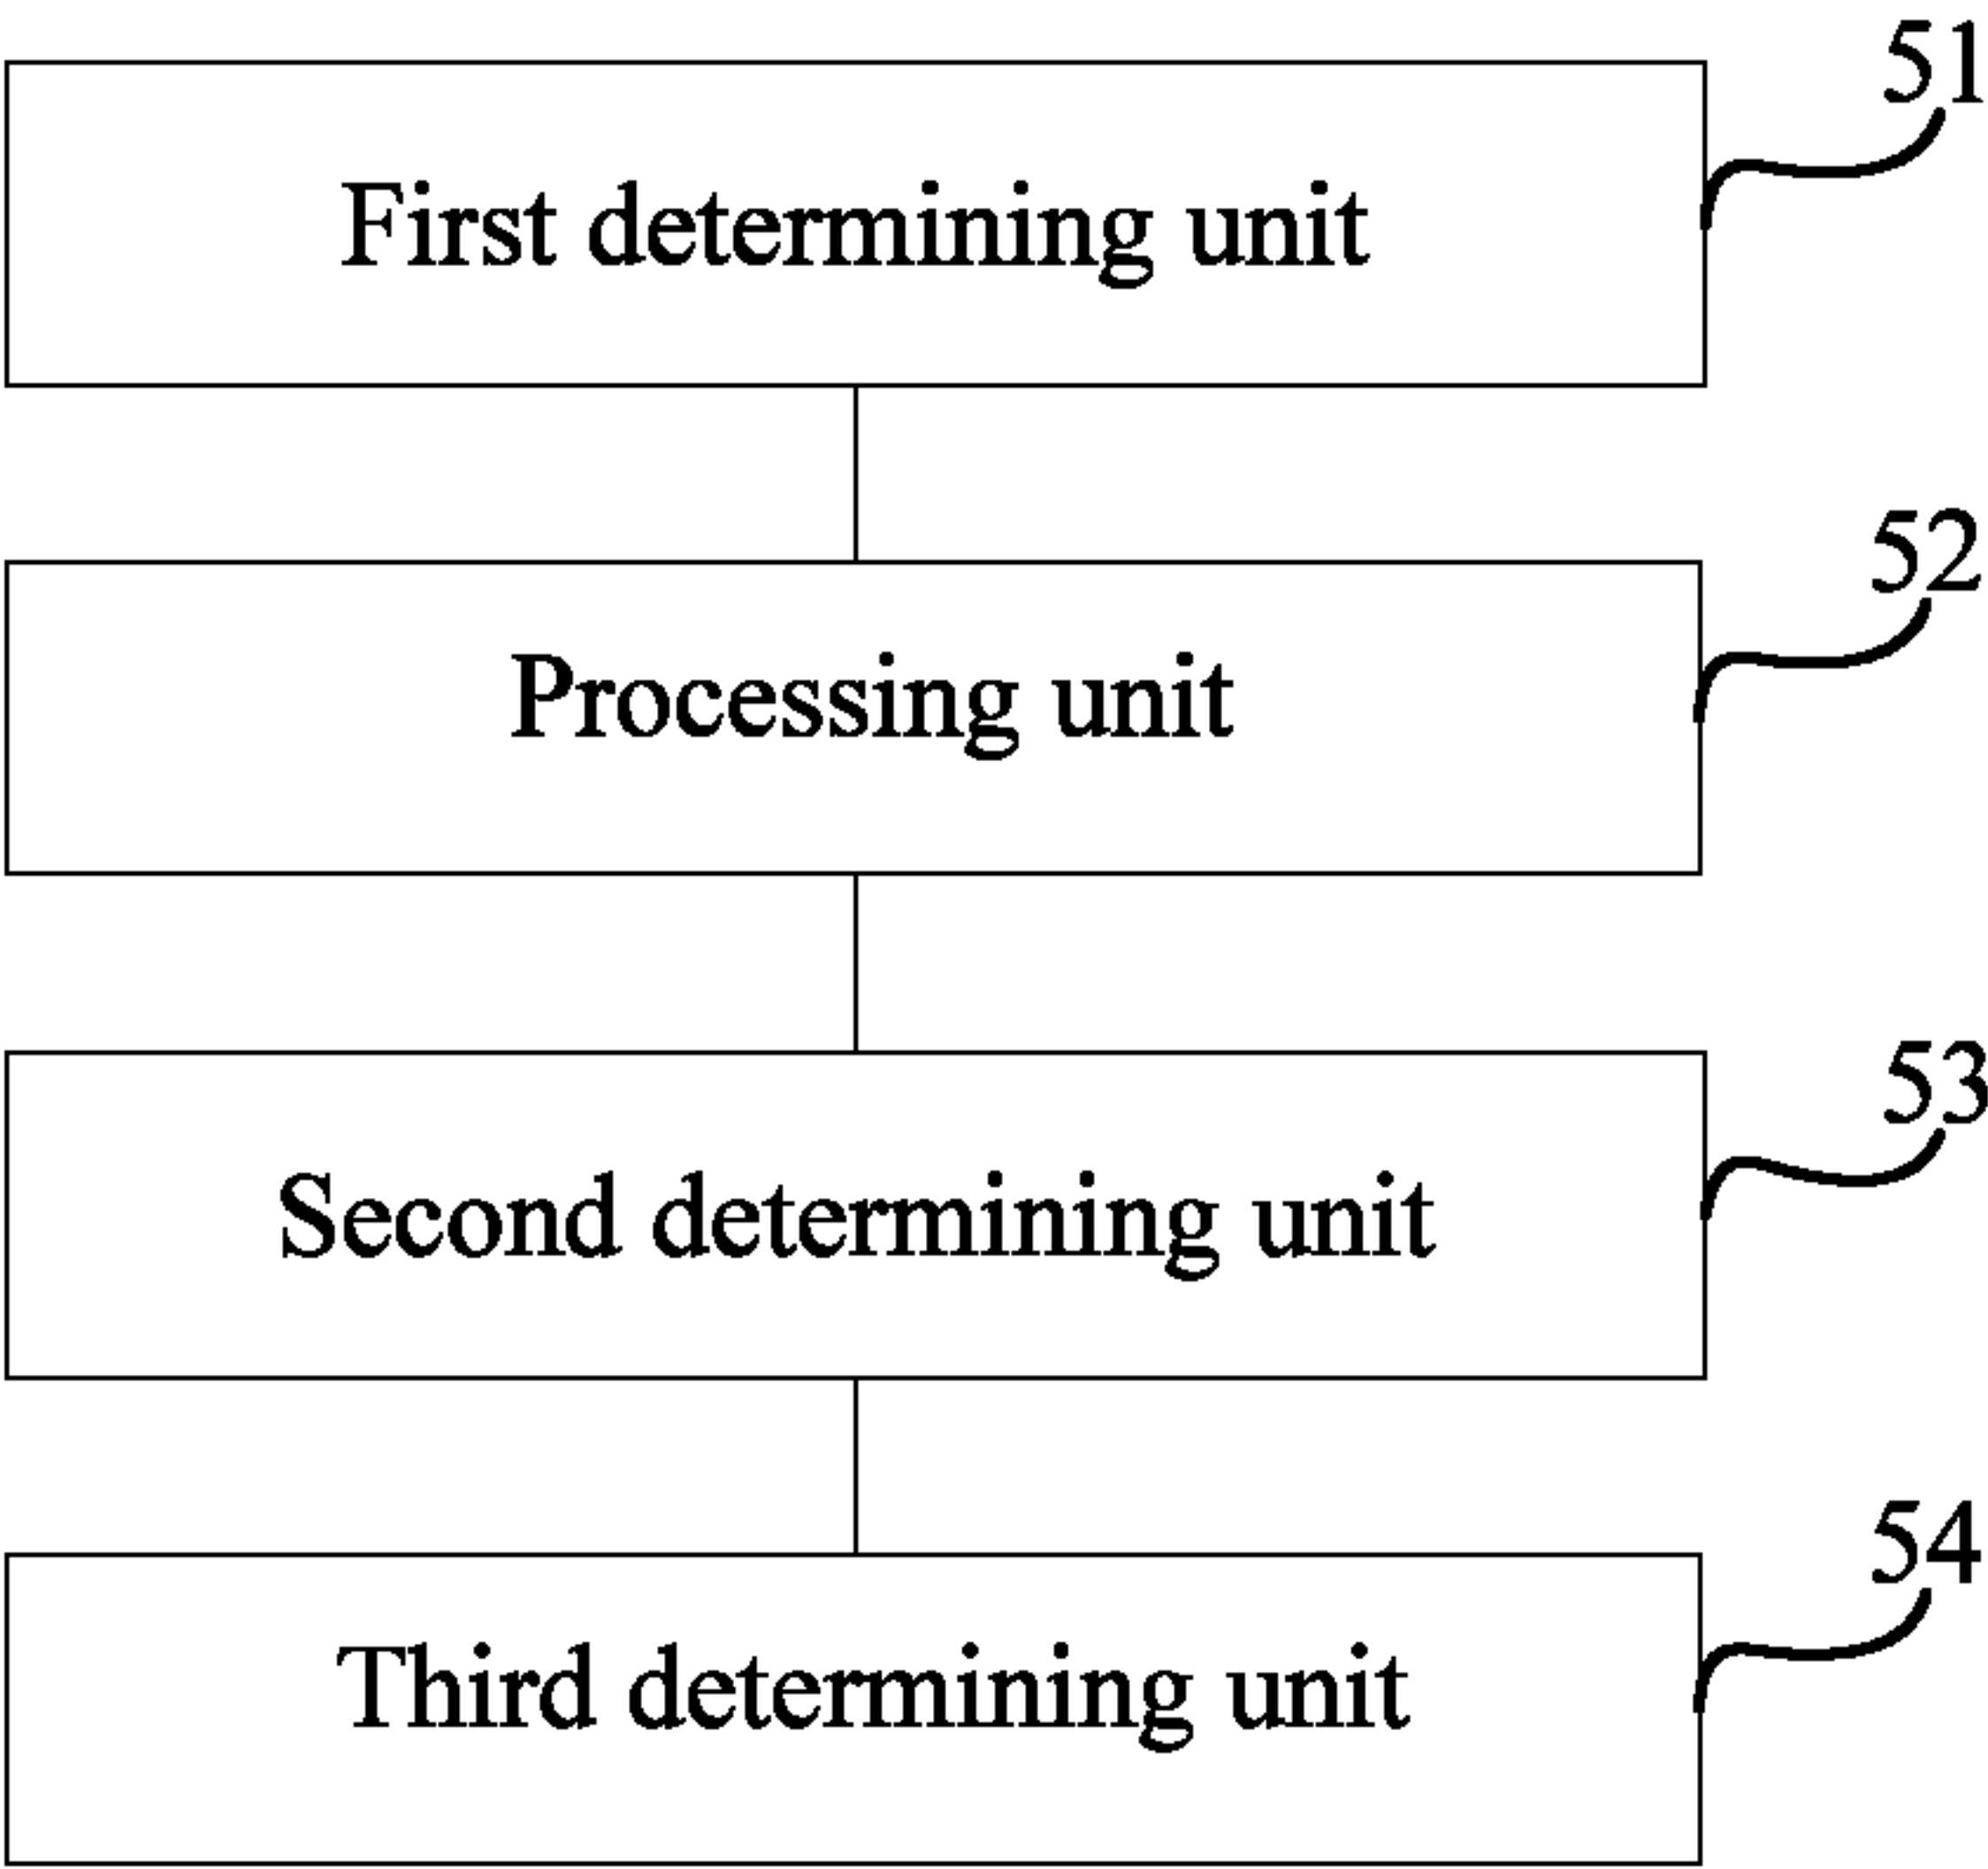 51
First determining unit
52
Processing unit
53
Second determining unit
54
Third determining unit